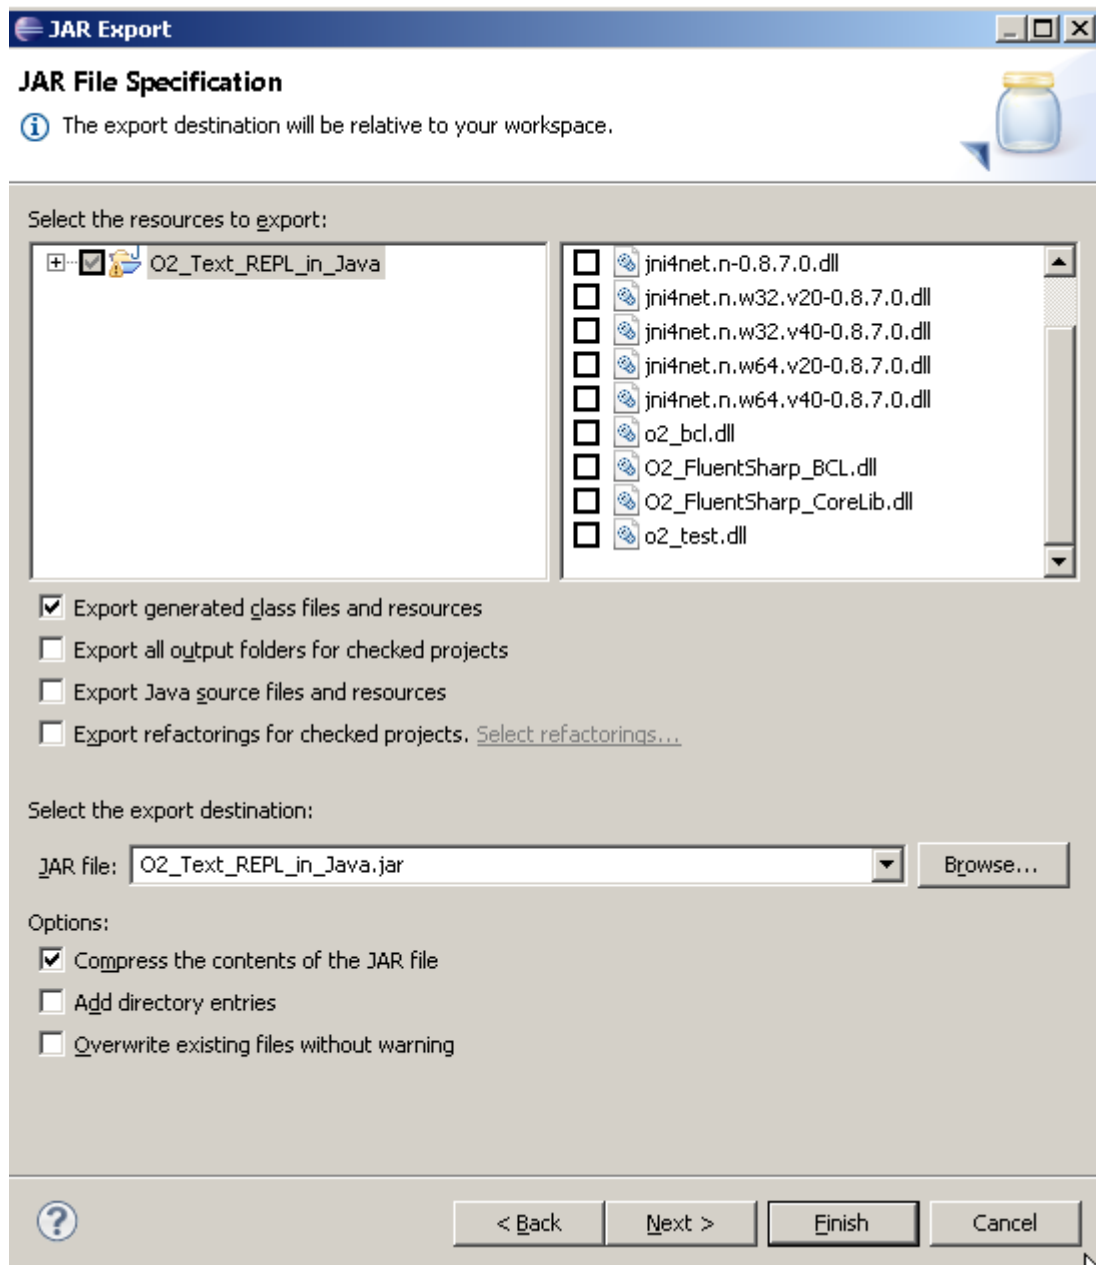 JAR Export
JAR File Specification
The export destination will be relative to your workspace.
Select the resources to export:
O2_Text_REPL_in_Java
jni4net.n-0.8.7.0.dll
jni4net.n.w32.v20-0.8.7.0.dll
jni4net.n.w32.v40-0.8.7.0.dll
jni4net.n.w64.v20-0.8.7.0.dll
jni4net.n.w64.v40-0.8.7.0.dll
o2_bcl.dll
O2_FluentSharp_BCL.dll
O2_FluentSharp_CoreLib.dll
o2_test.dll
Export generated class files and resources
Export all output folders for checked projects
Export Java source files and resources
Export refactorings for checked projects. Select refactorings...
Select the export destination:
JAR file: O2_Text_REPL_in_Java.jar Browse...
Options:
Compress the contents of the JAR file
Add directory entries
Overwrite existing files without warning
? < Back Next > Finish Cancel